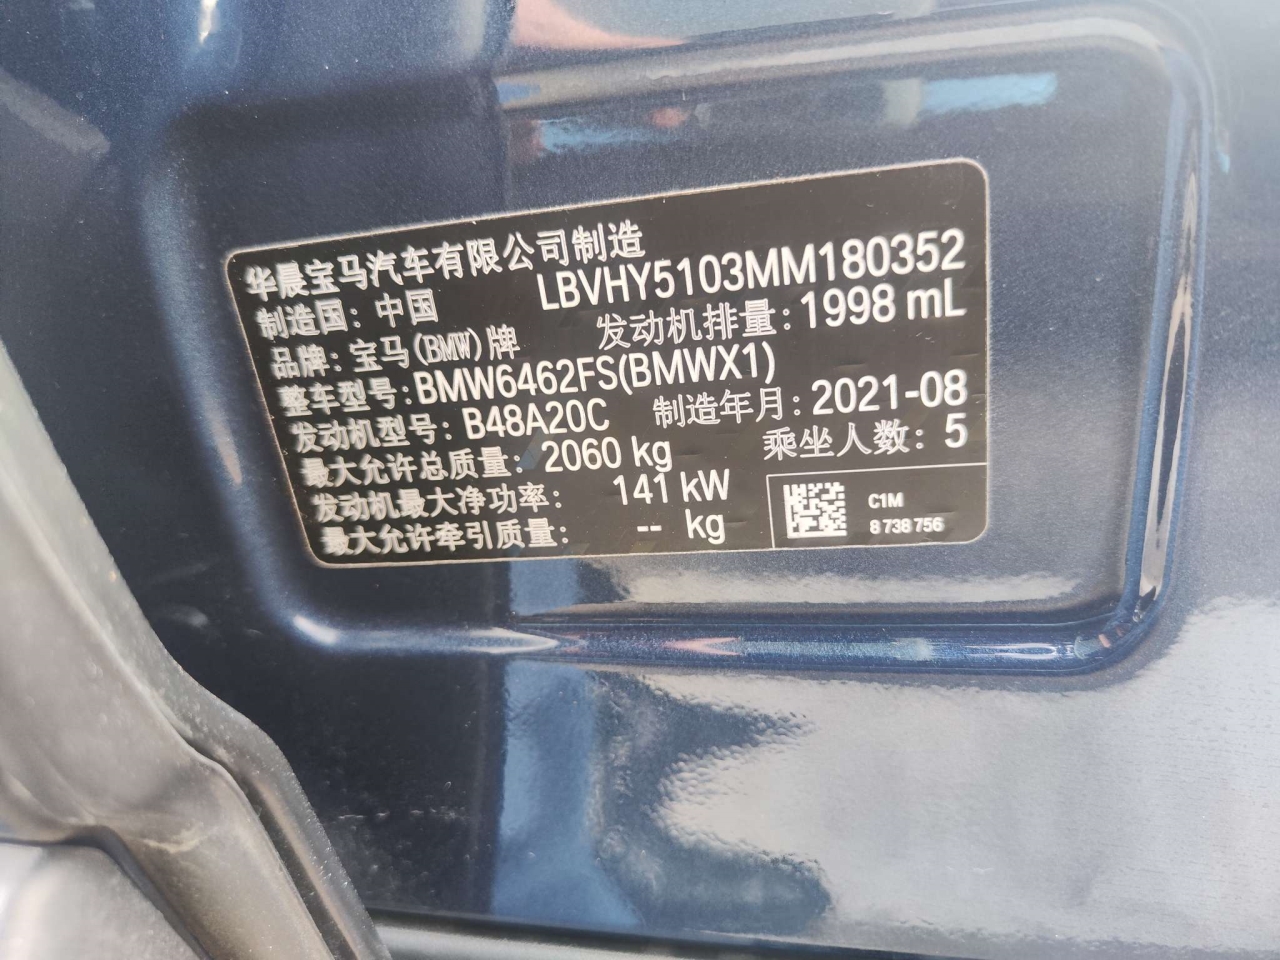 华晨宝马汽车有限公司制造
制造国：中国 LBVHY5103MM180352
品牌：宝马(BMW)牌 发动机排量：1998 mL
整车型号：BMW6462FS(BMWX1)
发动机型号：B48A20C 制造年月：2021-08
最大允许总质量：2060 kg 乘坐人数：5
发动机最大净功率： 141 kW
最大允许牵引质量： -- kg
C1M
8 738 756